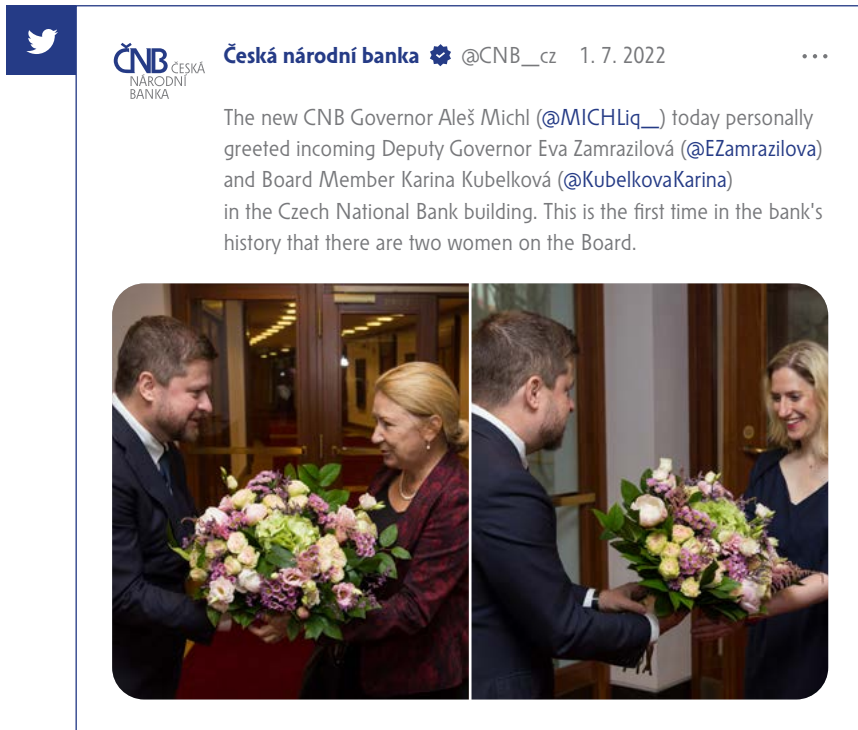 ČNB ČESKÁ
NÁRODNÍ
BANKA
Česká národní banka @CNB__cz 1. 7. 2022
The new CNB Governor Aleš Michl (@MICHLiq__) today personally
greeted incoming Deputy Governor Eva Zamrazilová (@EZamrazilova)
and Board Member Karina Kubelková (@KubelkovaKarina)
in the Czech National Bank building. This is the first time in the bank's
history that there are two women on the Board.